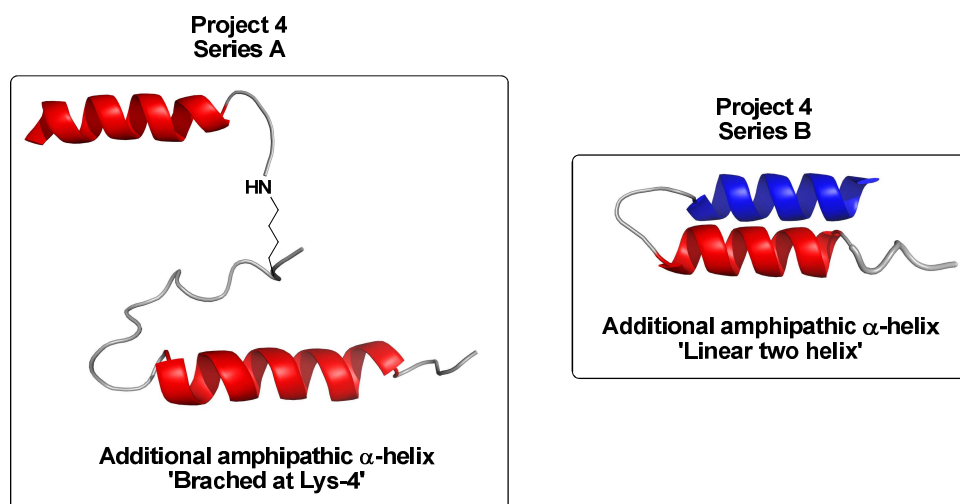 Project 4
Series A
HN
Additional amphipathic α-helix
'Brached at Lys-4'
Project 4
Series B
Additional amphipathic α-helix
'Linear two helix'